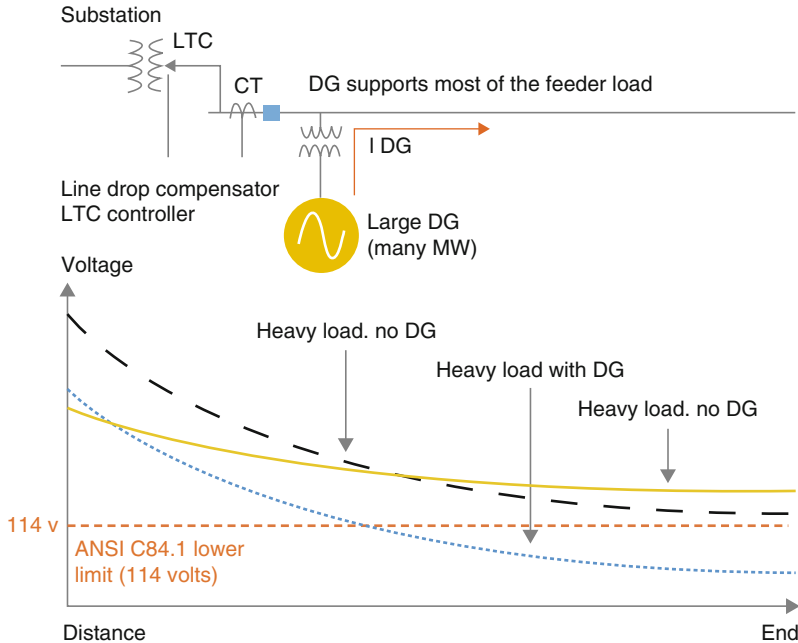 Substation
LTC
CT
DG supports most of the feeder load
I DG
Line drop compensator
LTC controller
Large DG
(many MW)
Voltage
Heavy load. no DG
Heavy load with DG
Heavy load. no DG
114 v
ANSI C84.1 lower
limit (114 volts)
Distance
End